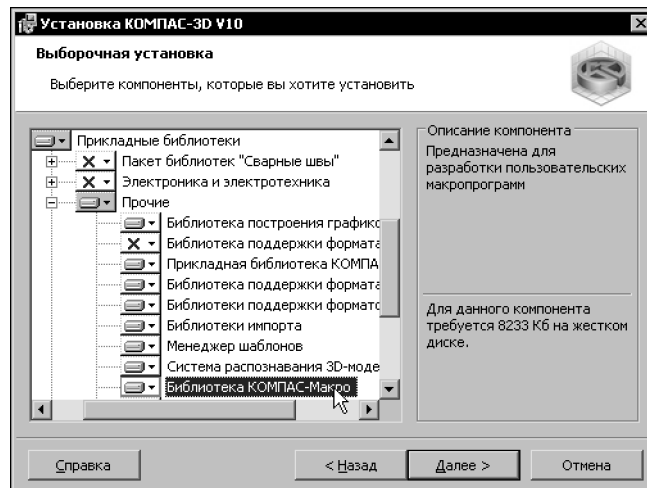 Установка КОМПАС-3D V10
Выборочная установка
Выберите компоненты, которые вы хотите установить
Прикладные библиотеки
Пакет библиотек "Сварные швы"
Электроника и электротехника
Прочие
Библиотека построения графикс
Библиотека поддержки формата
Прикладная библиотека КОМПА
Библиотека поддержки формата
Библиотеки поддержки форматс
Библиотеки импорта
Менеджер шаблонов
Система распознавания 3D-моде
Библиотека КОМПАС-Макро
Описание компонента
Предназначена для
разработки пользовательских
макропрограмм
Для данного компонента
требуется 8233 Кб на жестком
диске.
Справка
< Назад
Далее >
Отмена